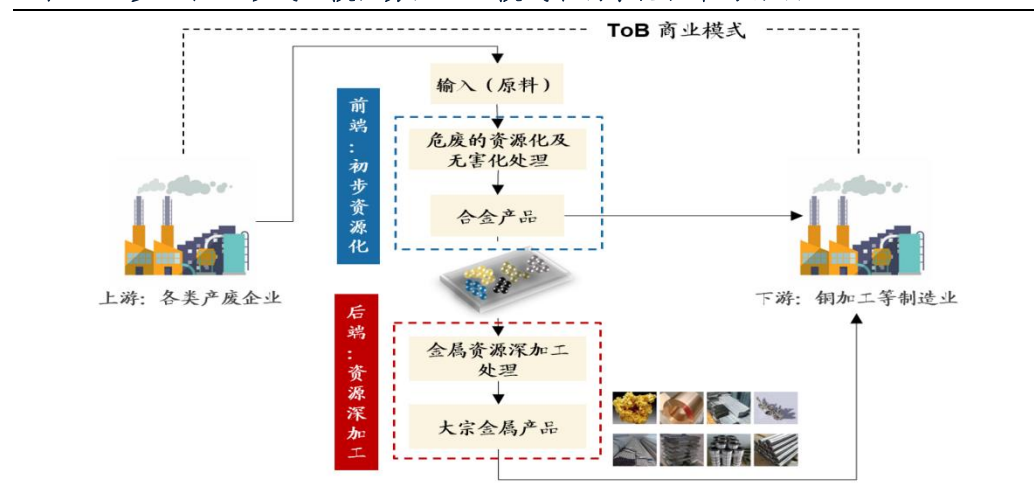 ToB 商业模式
输入（原料）
前端：初步资源化
危废的资源化及
无害化处理
合金产品
上游：各类产废企业
下游：铜加工等制造业
后端：资源深加工
金属资源深加工
处理
大宗金属产品